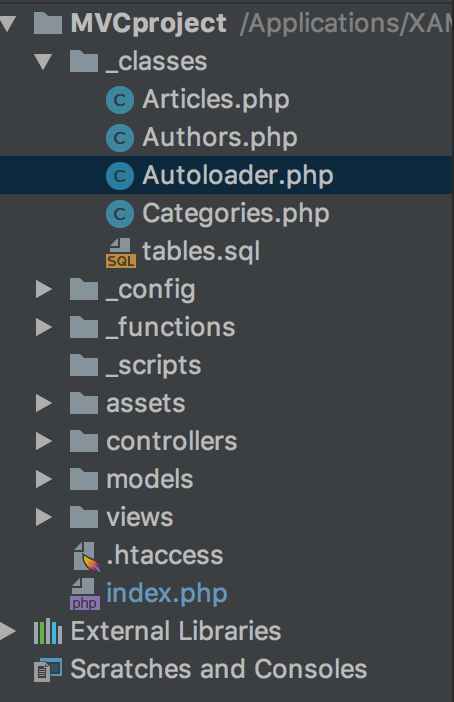 MVCproject /Applications/XAM
_classes
C Articles.php
C Authors.php
C Autoloader.php
C Categories.php
SQL tables.sql
_config
_functions
_scripts
assets
controllers
models
views
.htaccess
php index.php
External Libraries
Scratches and Consoles